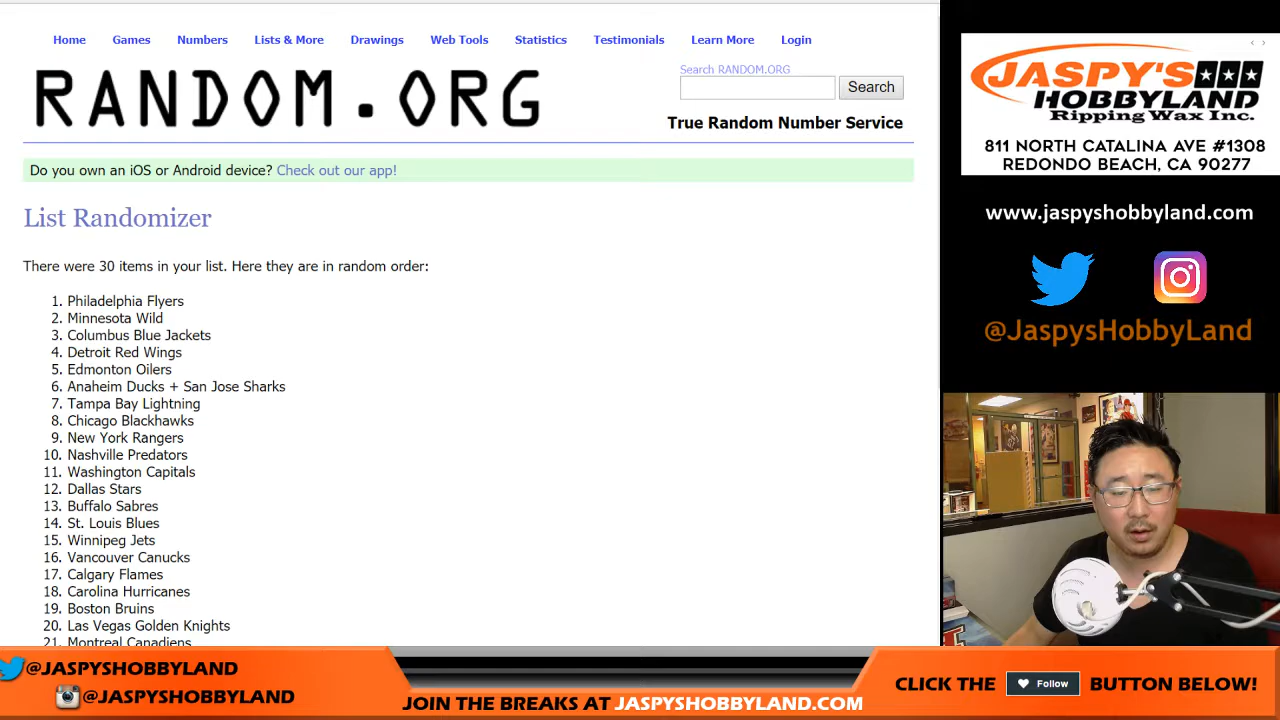 Home Games Numbers Lists & More Drawings Web Tools Statistics Testimonials Learn More Login
RANDOM.ORG
Search RANDOM.ORG
Search
True Random Number Service
Do you own an iOS or Android device? Check out our app!
List Randomizer
There were 30 items in your list. Here they are in random order:
1. Philadelphia Flyers
2. Minnesota Wild
3. Columbus Blue Jackets
4. Detroit Red Wings
5. Edmonton Oilers
6. Anaheim Ducks + San Jose Sharks
7. Tampa Bay Lightning
8. Chicago Blackhawks
9. New York Rangers
10. Nashville Predators
11. Washington Capitals
12. Dallas Stars
13. Buffalo Sabres
14. St. Louis Blues
15. Winnipeg Jets
16. Vancouver Canucks
17. Calgary Flames
18. Carolina Hurricanes
19. Boston Bruins
20. Las Vegas Golden Knights
21. Montreal Canadiens
JASPY'S
HOBBYLAND
Ripping Wax Inc.
811 NORTH CATALINA AVE #1308
REDONDO BEACH, CA 90277
www.jaspyshobbyland.com
@JaspysHobbyLand
@JASPYSHOBBYLAND
@JASPYSHOBBYLAND
JOIN THE BREAKS AT JASPYSHOBBYLAND.COM
CLICK THE Follow BUTTON BELOW!